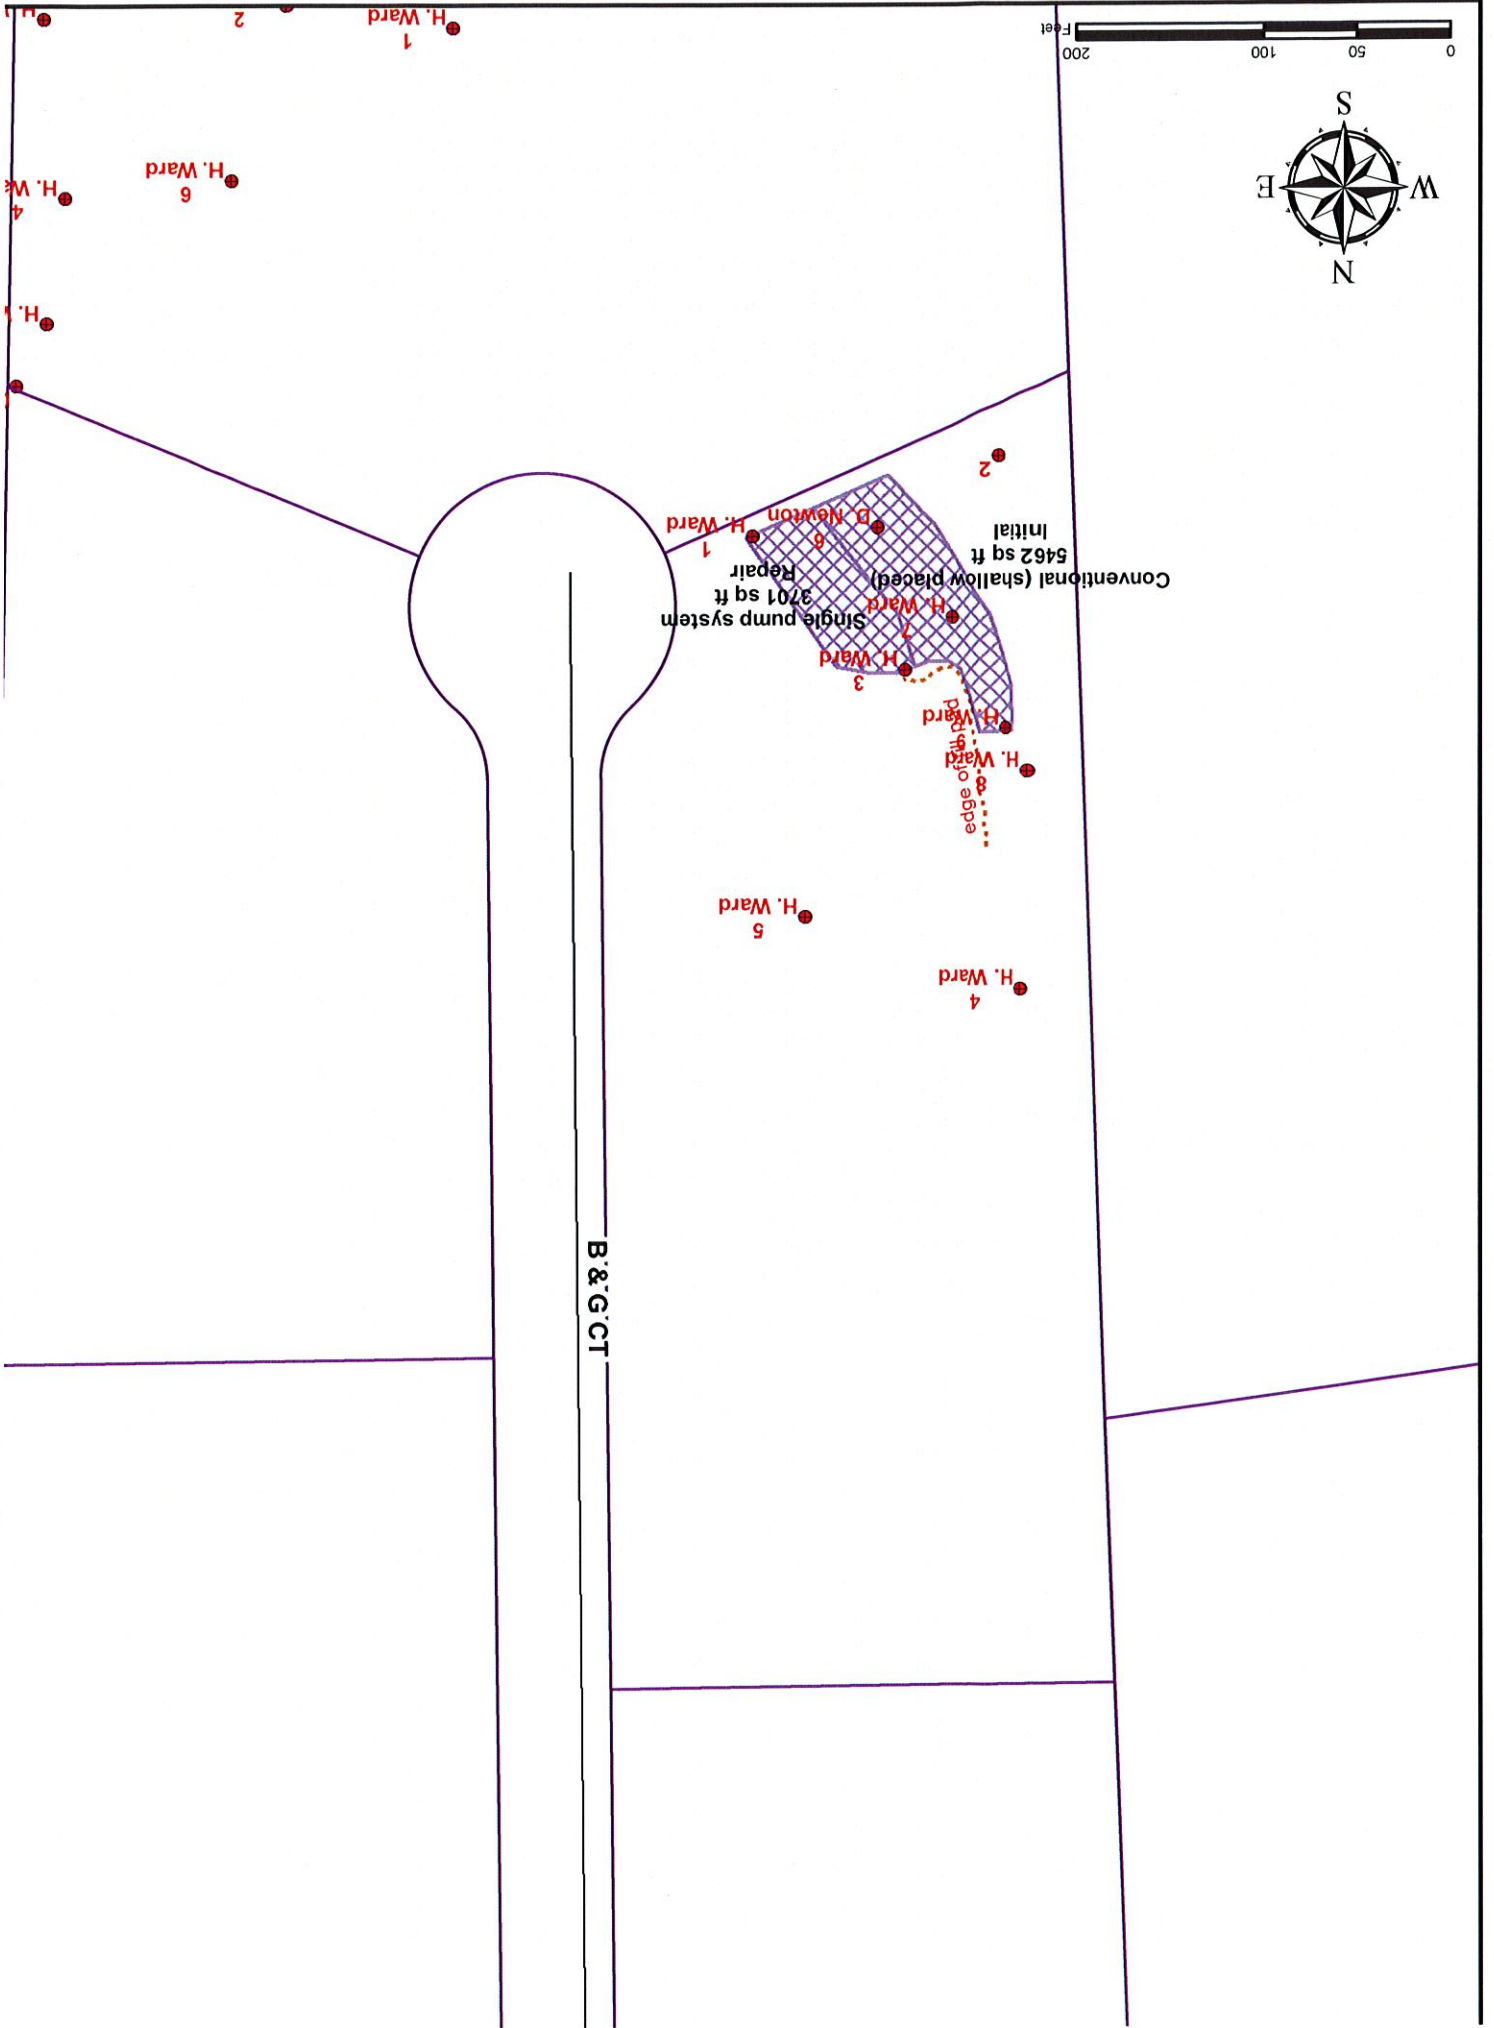 B & G CT
4
H. Ward
5
H. Ward
edge of fill pad
8
H. Ward
9
H. Ward
3
H. Ward
7
H. Ward
Single pump system
3701 sq ft
Repair
Conventional (shallow placed)
5462 sq ft
Initial
1
H. Ward
6
D. Newton
2
H.
4
H.
6
H. Ward
1
H. Ward
2
H.
N
W
E
S
0
50
100
200
Feet